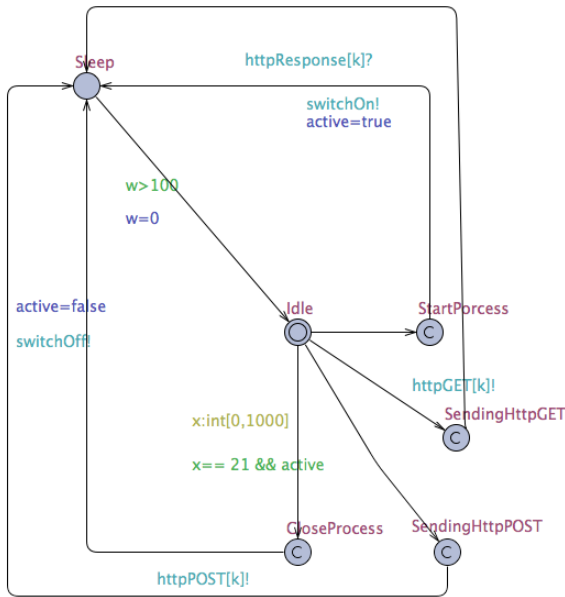 Sleep
httpResponse[k]?
switchOn!
active=true
w>100
w=0
active=false
Idle
StartPorcess
C
switchOff!
httpGET[k]!
x:int[0,1000]
SendingHttpGET
C
x== 21 && active
CloseProcess
SendingHttpPOST
C
C
httpPOST[k]!